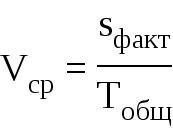 V_ср = s_факт / T_общ